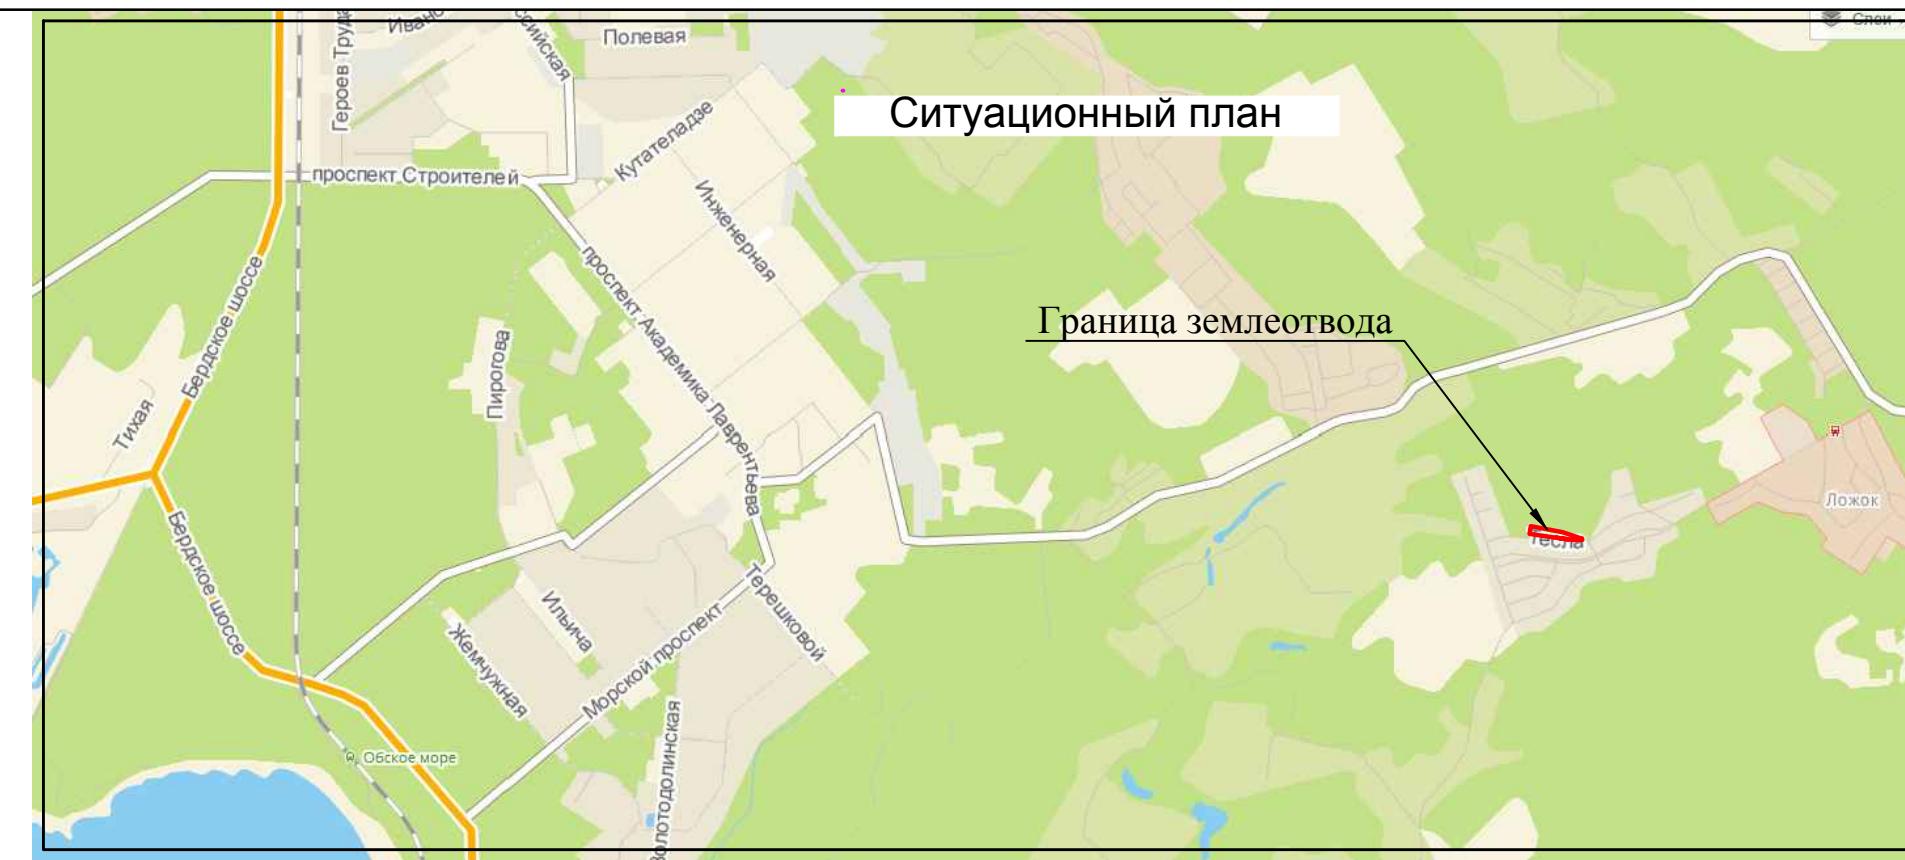 Слои
Полевая
Героев Труда
Ситуационный план
Кутателадзе
проспект Строителей
Инженерная
проспект Академика Лаврентьева
Бердское шоссе
Граница землеотвода
Пирогова
Тихая
Ложок
Бердское шоссе
Тесла
Терешковой
Ильича
Жемчужная
Морской проспект
Обское море